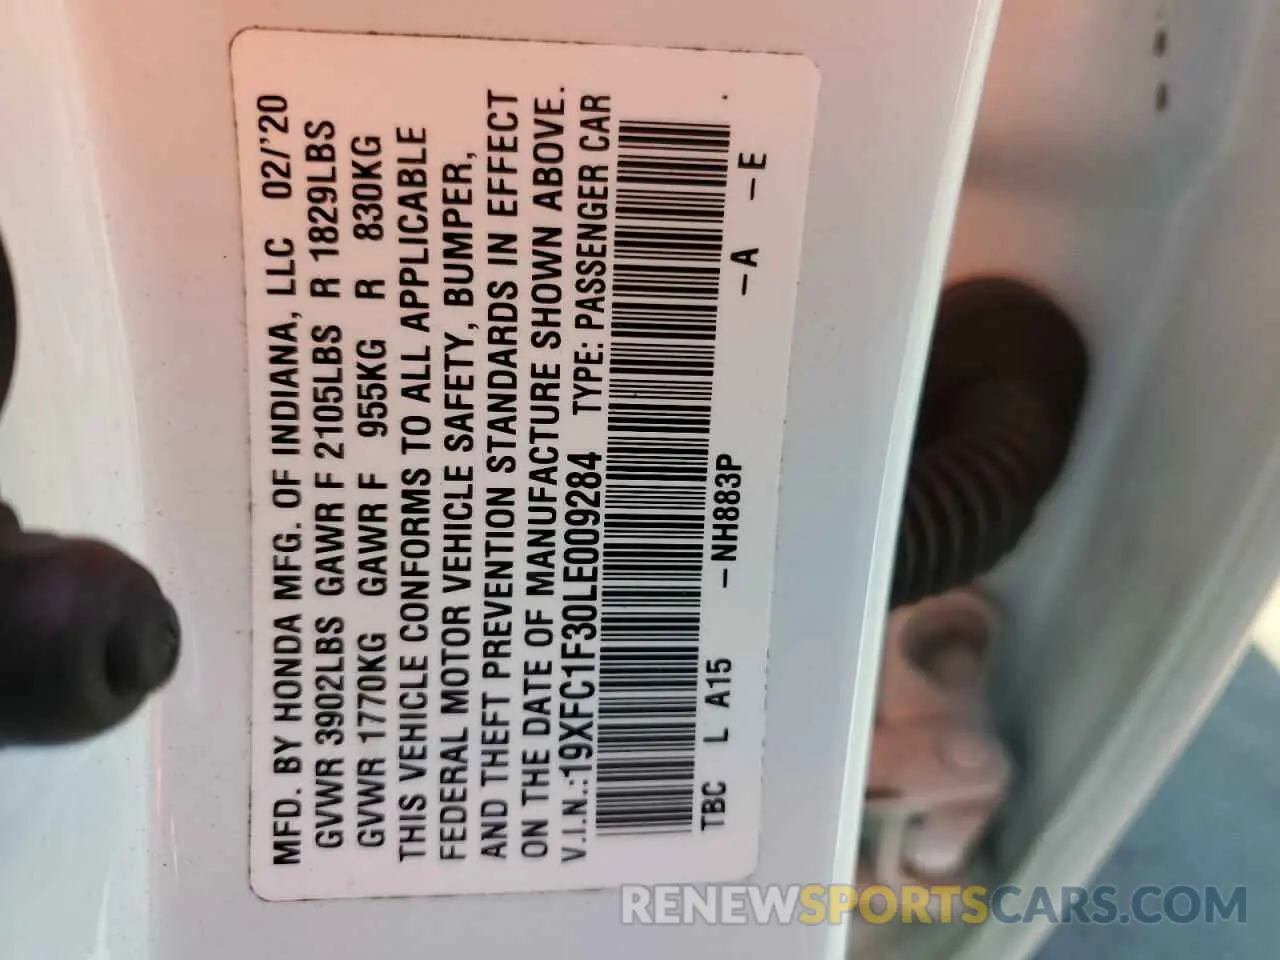 MFD. BY HONDA MFG. OF INDIANA, LLC 02/'20
GVWR 3902LBS GAWR F 2105LBS R 1829LBS
GVWR 1770KG GAWR F 955KG R 830KG
THIS VEHICLE CONFORMS TO ALL APPLICABLE
FEDERAL MOTOR VEHICLE SAFETY, BUMPER,
AND THEFT PREVENTION STANDARDS IN EFFECT
ON THE DATE OF MANUFACTURE SHOWN ABOVE.
V.I.N.:19XFC1F30LE009284 TYPE: PASSENGER CAR
TBC L A15 -NH883P -A -E .
RENEWSPORTSCARS.COM